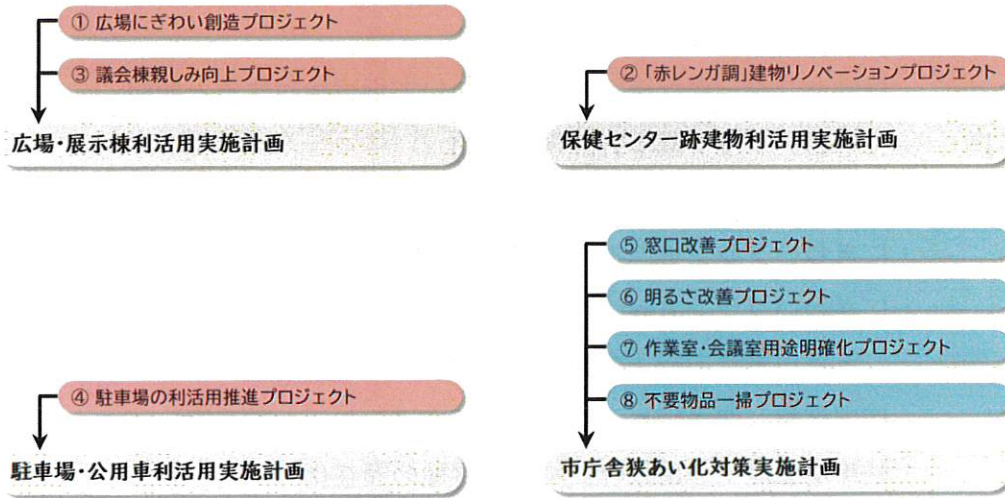 ① 広場にぎわい創造プロジェクト
③ 議会棟親しみ向上プロジェクト
広場・展示棟利活用実施計画
②「赤レンガ調」建物リノベーションプロジェクト
保健センター跡建物利活用実施計画
④ 駐車場の利活用推進プロジェクト
駐車場・公用車利活用実施計画
⑤ 窓口改善プロジェクト
⑥ 明るさ改善プロジェクト
⑦ 作業室・会議室用途明確化プロジェクト
⑧ 不要物品一掃プロジェクト
市庁舎狭あい化対策実施計画